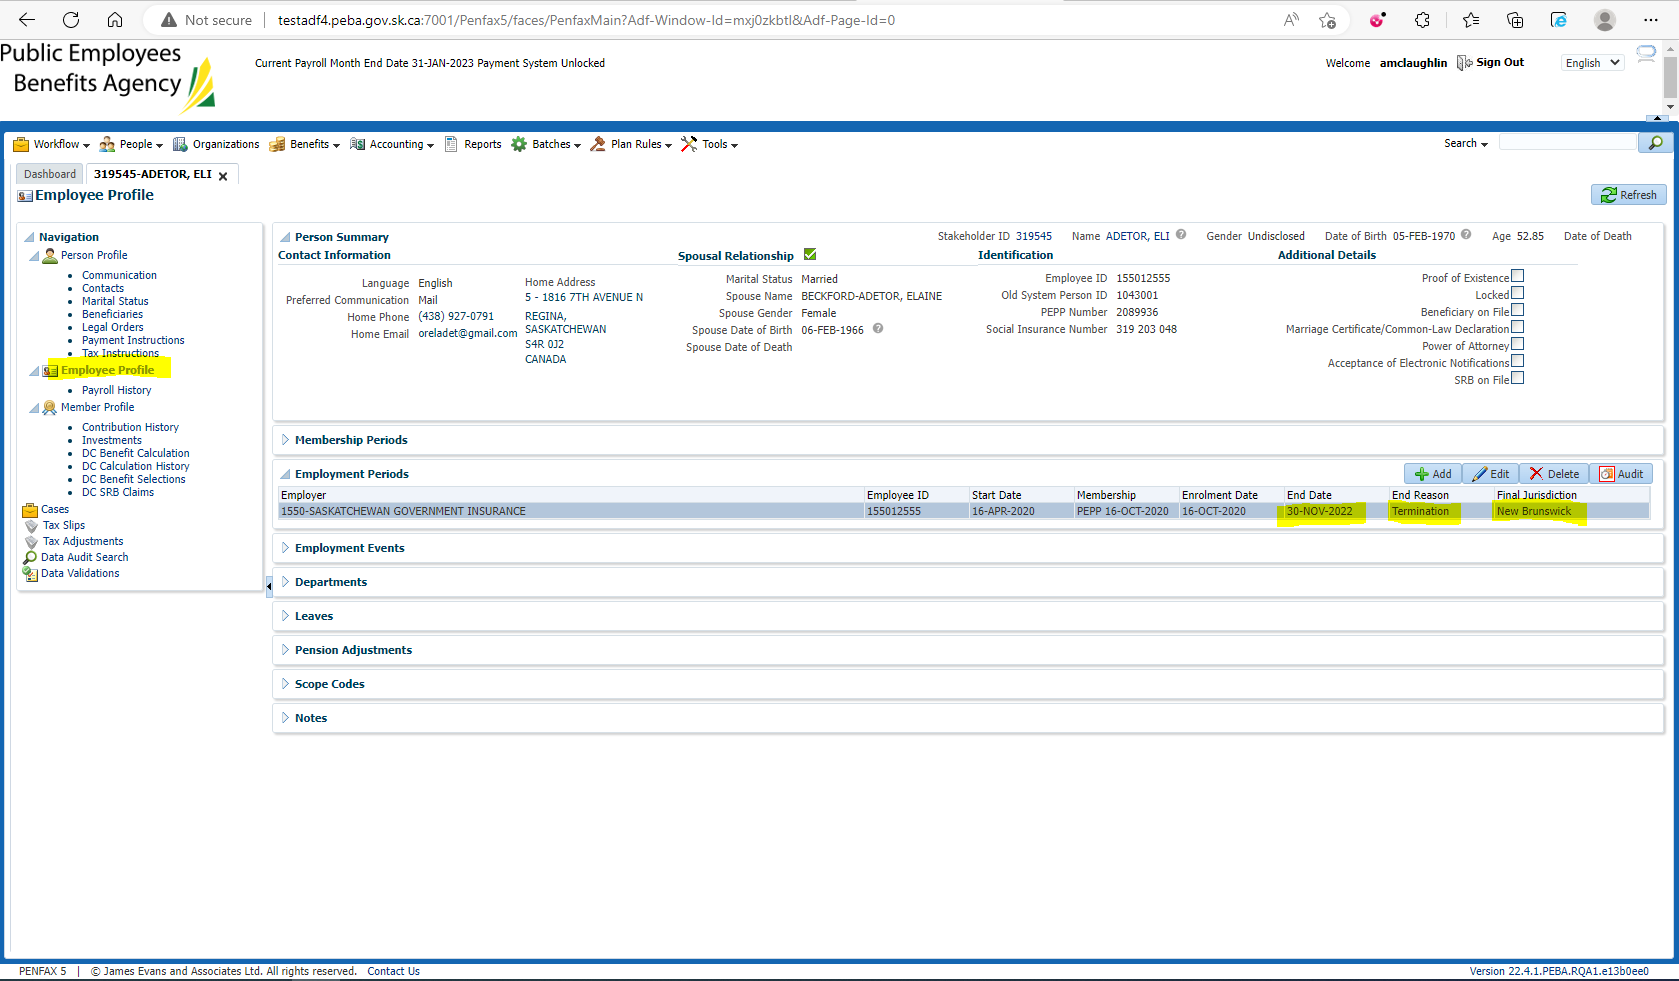 Not secure | testadf4.peba.gov.sk.ca:7001/Penfax5/faces/PenfaxMain?Adf-Window-Id=mxj0zkbtl&Adf-Page-Id=0
Public Employees
Benefits Agency
Current Payroll Month End Date 31-JAN-2023 Payment System Unlocked
Welcome amclaughlin Sign Out English
Workflow People Organizations Benefits Accounting Reports Batches Plan Rules Tools Search
Dashboard 319545-ADETOR, ELI
Employee Profile
Refresh
Navigation
Person Profile
Communication
Contacts
Marital Status
Beneficiaries
Legal Orders
Payment Instructions
Tax Instructions
Employee Profile
Payroll History
Member Profile
Contribution History
Investments
DC Benefit Calculation
DC Calculation History
DC Benefit Selections
DC SRB Claims
Cases
Tax Slips
Tax Adjustments
Data Audit Search
Data Validations
Person Summary
Stakeholder ID 319545 Name ADETOR, ELI Gender Undisclosed Date of Birth 05-FEB-1970 Age 52.85 Date of Death
Contact Information
Language English
Preferred Communication Mail
Home Phone (438) 927-0791
Home Email oreladet@gmail.com
Home Address
5 - 1816 7TH AVENUE N
REGINA,
SASKATCHEWAN
S4R 0J2
CANADA
Spousal Relationship
Marital Status Married
Spouse Name BECKFORD-ADETOR, ELAINE
Spouse Gender Female
Spouse Date of Birth 06-FEB-1966
Spouse Date of Death
Identification
Employee ID 155012555
Old System Person ID 1043001
PEPP Number 2089936
Social Insurance Number 319 203 048
Additional Details
Proof of Existence
Locked
Beneficiary on File
Marriage Certificate/Common-Law Declaration
Power of Attorney
Acceptance of Electronic Notifications
SRB on File
Membership Periods
Employment Periods
Add Edit Delete Audit
Employer Employee ID Start Date Membership Enrolment Date End Date End Reason Final Jurisdiction
1550-SASKATCHEWAN GOVERNMENT INSURANCE 155012555 16-APR-2020 PEPP 16-OCT-2020 16-OCT-2020 30-NOV-2022 Termination New Brunswick
Employment Events
Departments
Leaves
Pension Adjustments
Scope Codes
Notes
PENFAX 5 | © James Evans and Associates Ltd. All rights reserved. Contact Us
Version 22.4.1.PEBA.RQA1.e13b0ee0